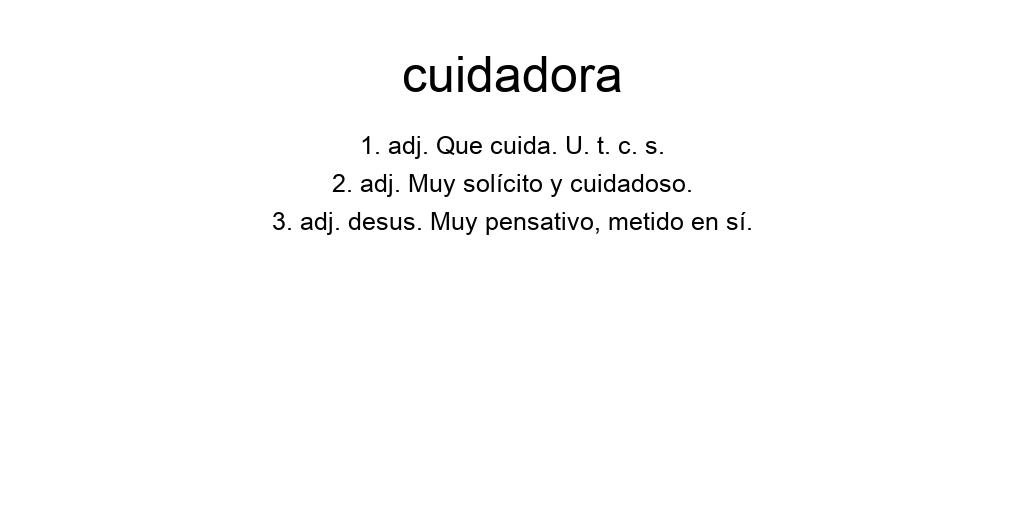 cuidadora
1. adj. Que cuida. U. t. c. s.
2. adj. Muy solícito y cuidadoso.
3. adj. desus. Muy pensativo, metido en sí.